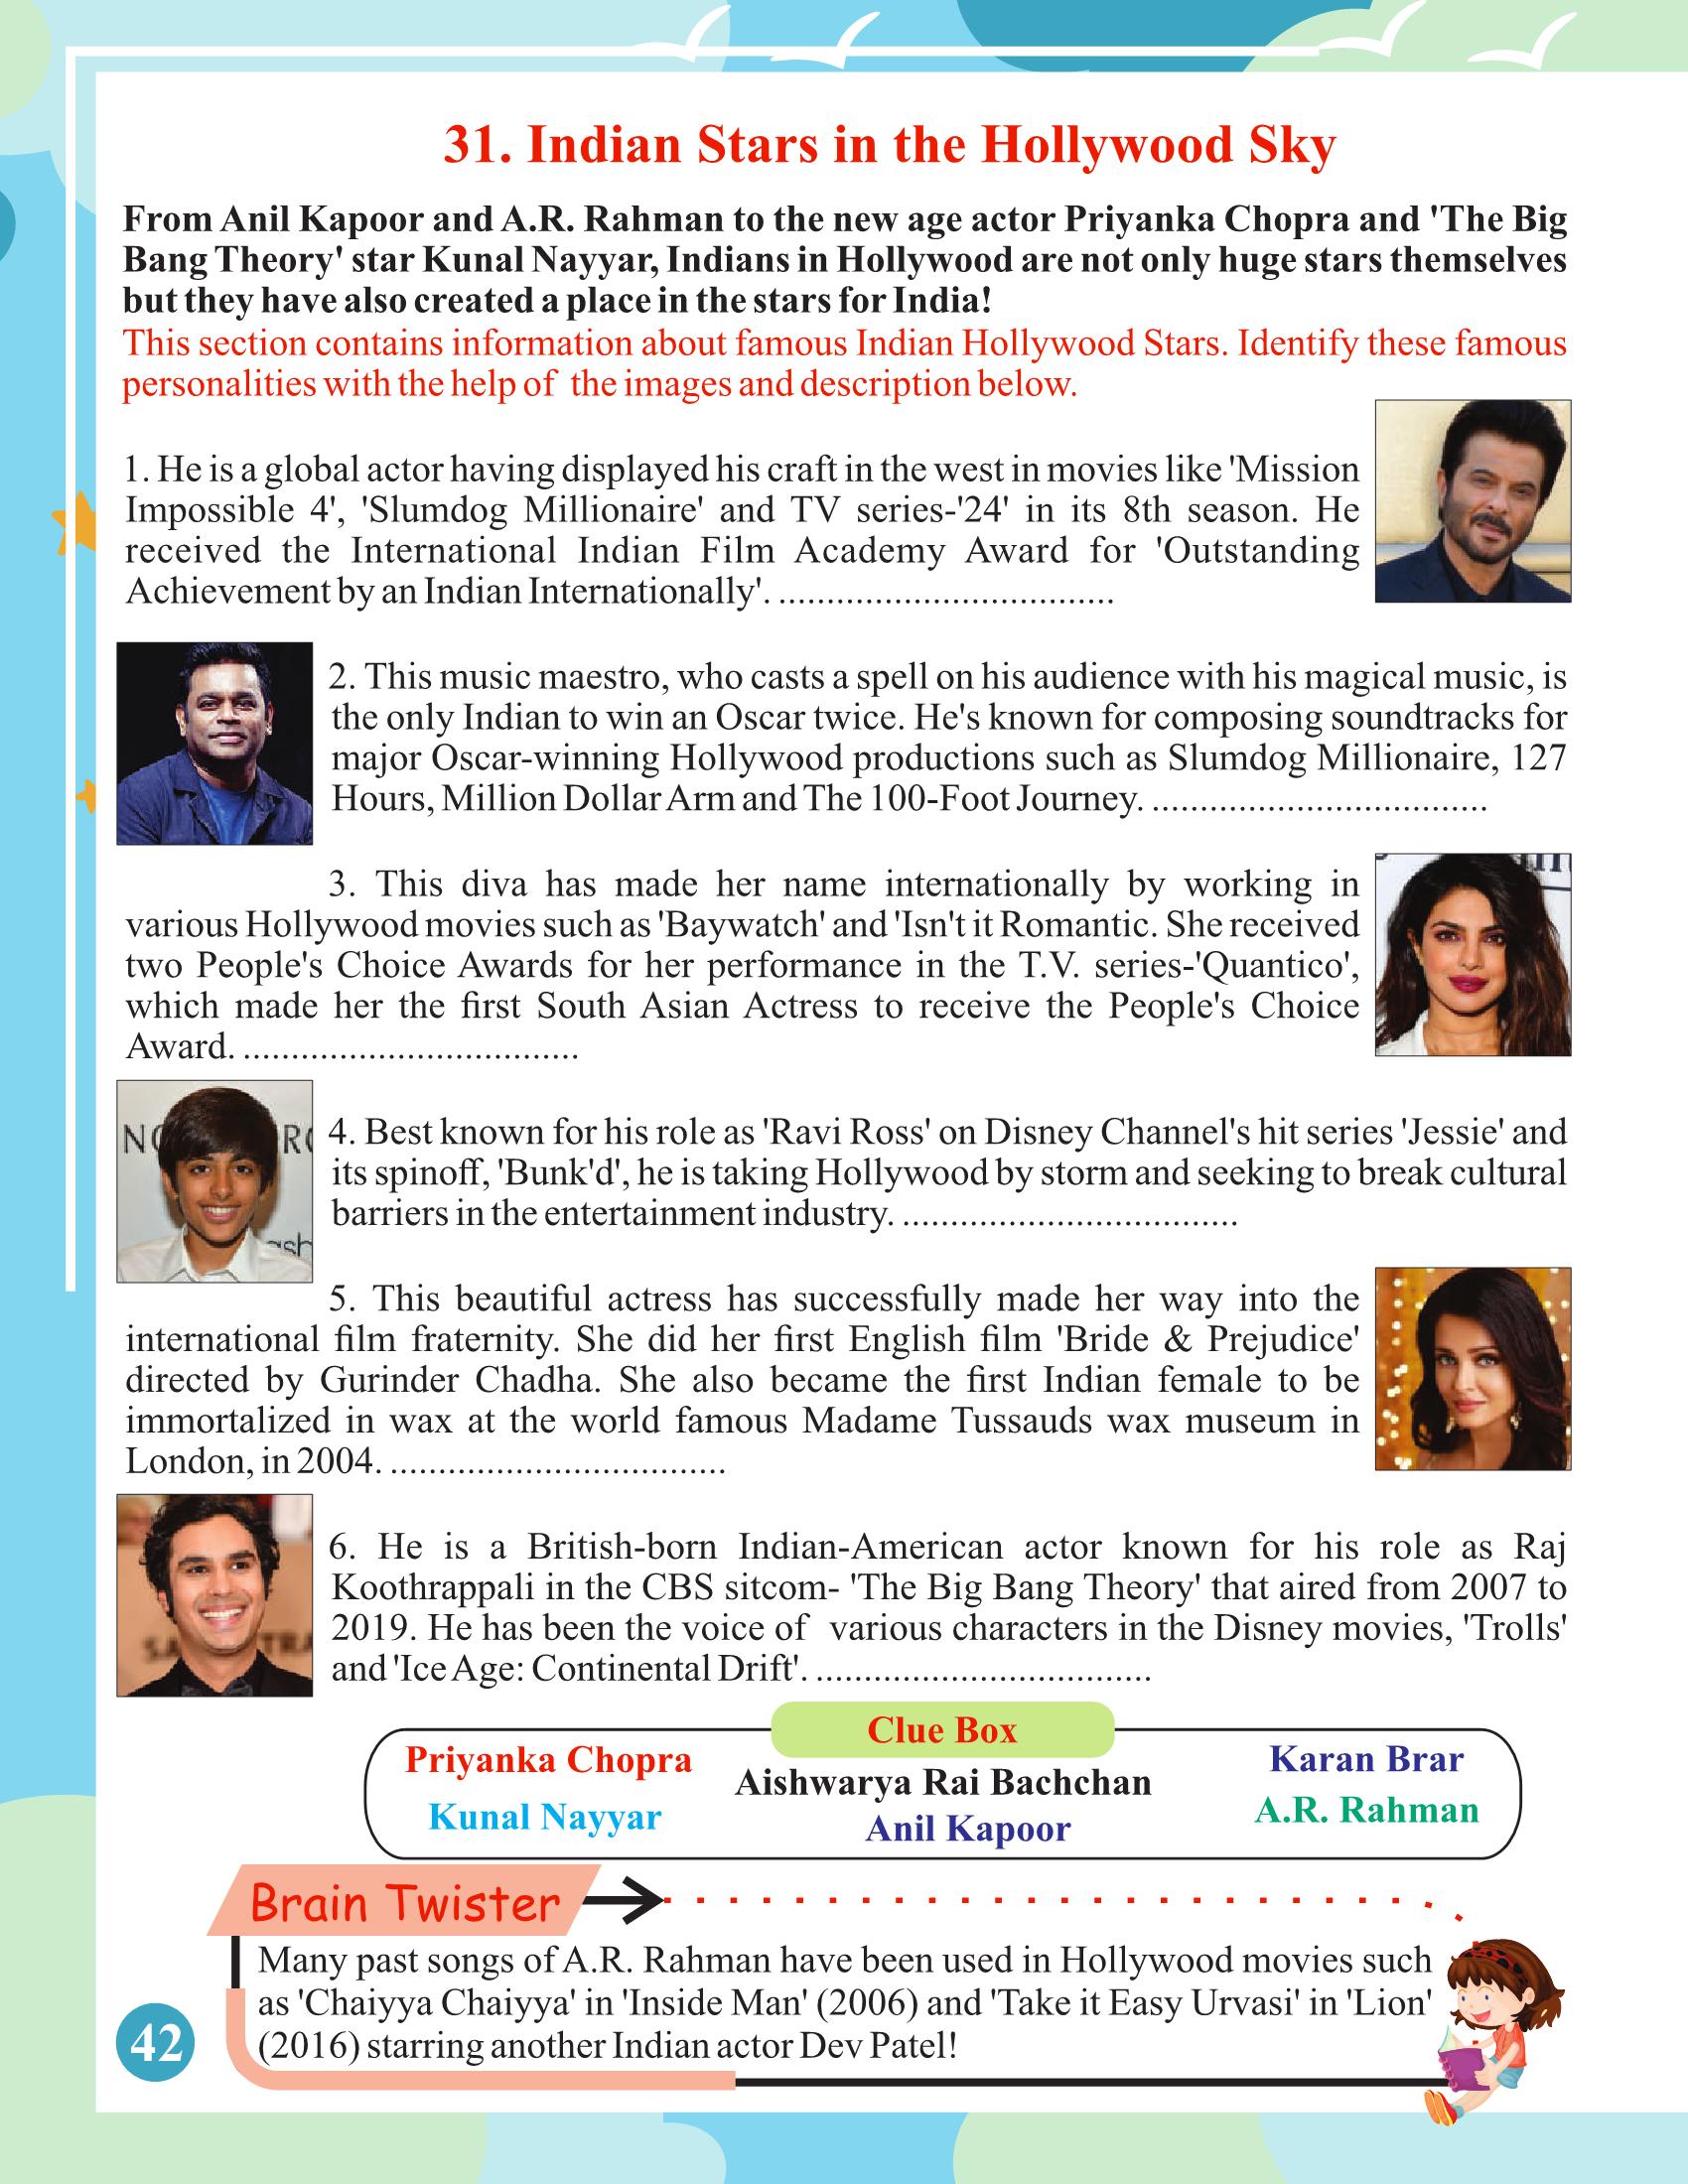 31. Indian Stars in the Hollywood Sky
From Anil Kapoor and A.R. Rahman to the new age actor Priyanka Chopra and 'The Big
Bang Theory' star Kunal Nayyar, Indians in Hollywood are not only huge stars themselves
but they have also created a place in the stars for India!
This section contains information about famous Indian Hollywood Stars. Identify these famous
personalities with the help of the images and description below.
1. He is a global actor having displayed his craft in the west in movies like 'Mission
Impossible 4', 'Slumdog Millionaire' and TV series-'24' in its 8th season. He
received the International Indian Film Academy Award for 'Outstanding
Achievement by an Indian Internationally'. ...................................
2. This music maestro, who casts a spell on his audience with his magical music, is
the only Indian to win an Oscar twice. He's known for composing soundtracks for
major Oscar-winning Hollywood productions such as Slumdog Millionaire, 127
Hours, Million Dollar Arm and The 100-Foot Journey. ...................................
3. This diva has made her name internationally by working in
various Hollywood movies such as 'Baywatch' and 'Isn't it Romantic. She received
two People's Choice Awards for her performance in the T.V. series-'Quantico',
which made her the first South Asian Actress to receive the People's Choice
Award. ...................................
4. Best known for his role as 'Ravi Ross' on Disney Channel's hit series 'Jessie' and
its spinoff, 'Bunk'd', he is taking Hollywood by storm and seeking to break cultural
barriers in the entertainment industry. ...................................
5. This beautiful actress has successfully made her way into the
international film fraternity. She did her first English film 'Bride & Prejudice'
directed by Gurinder Chadha. She also became the first Indian female to be
immortalized in wax at the world famous Madame Tussauds wax museum in
London, in 2004. ...................................
6. He is a British-born Indian-American actor known for his role as Raj
Koothrappali in the CBS sitcom- 'The Big Bang Theory' that aired from 2007 to
2019. He has been the voice of various characters in the Disney movies, 'Trolls'
and 'Ice Age: Continental Drift'. ...................................
Clue Box
Priyanka Chopra
Aishwarya Rai Bachchan
Karan Brar
Kunal Nayyar
Anil Kapoor
A.R. Rahman
Brain Twister
Many past songs of A.R. Rahman have been used in Hollywood movies such
as 'Chaiyya Chaiyya' in 'Inside Man' (2006) and 'Take it Easy Urvasi' in 'Lion'
(2016) starring another Indian actor Dev Patel!
42